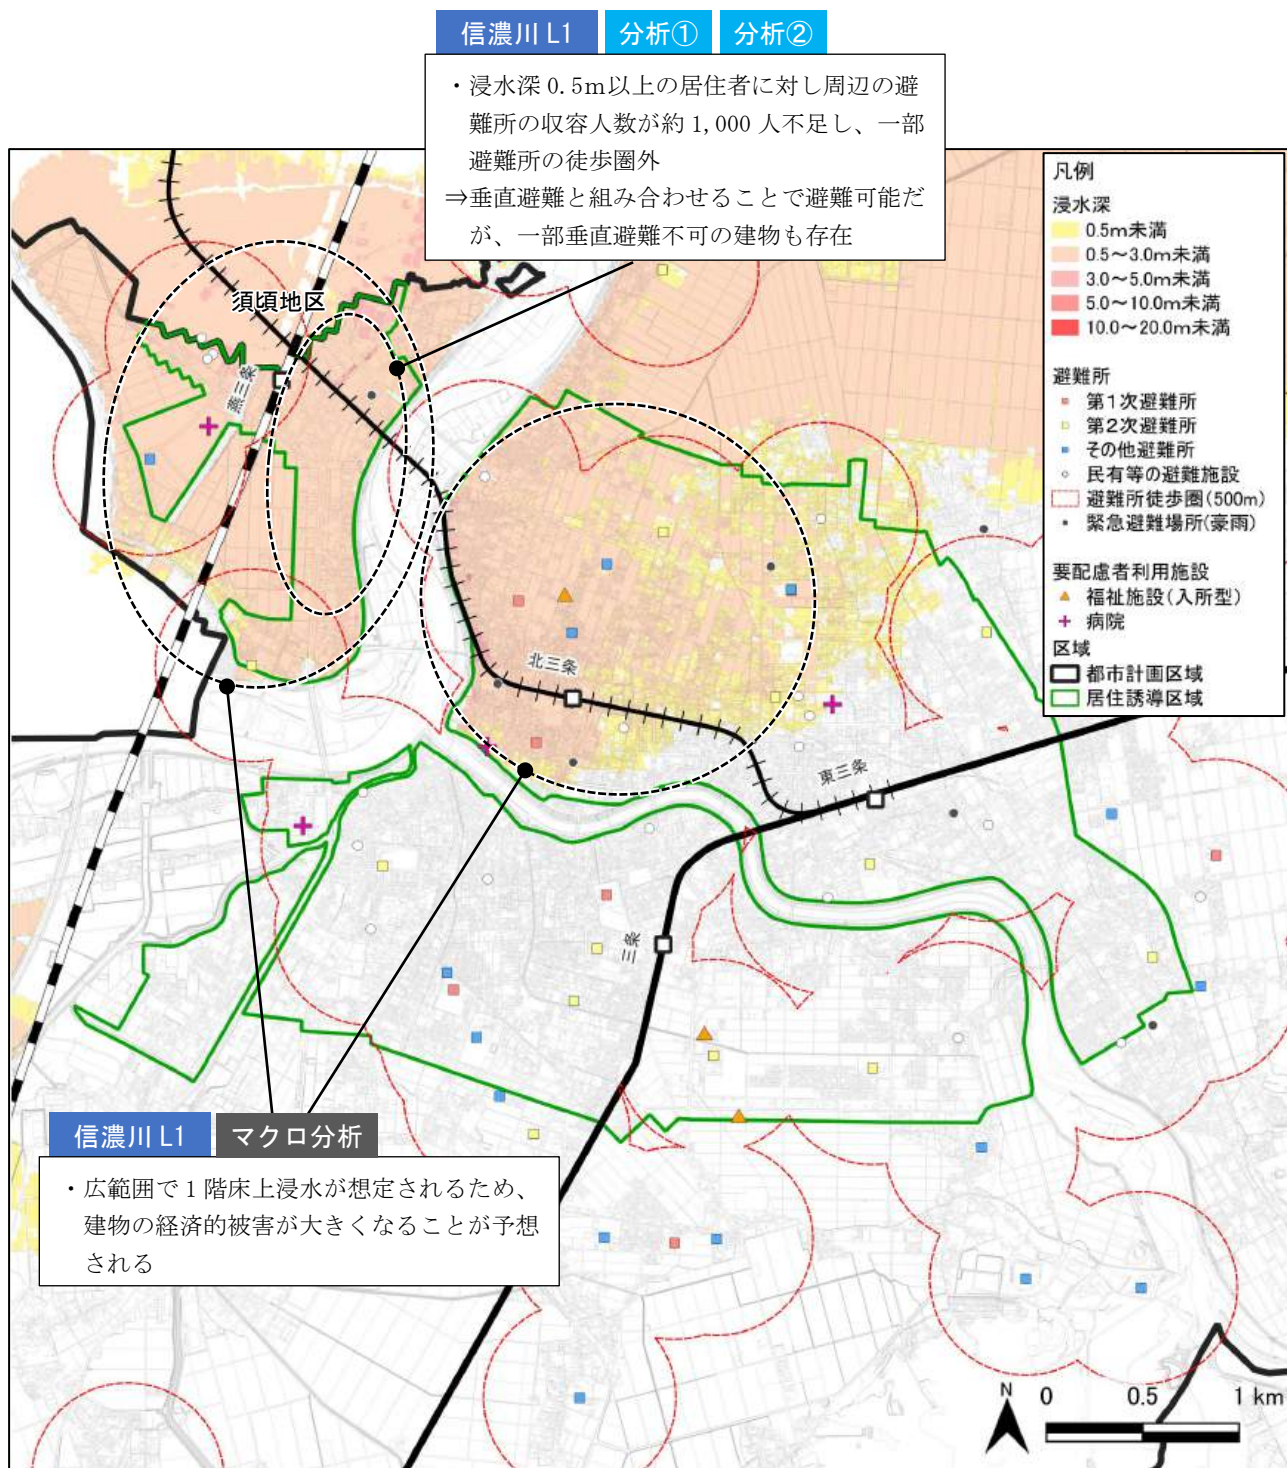 信濃川 L1 分析① 分析②
・浸水深 0.5m以上の居住者に対し周辺の避
難所の収容人数が約 1,000 人不足し、一部
避難所の徒歩圏外
⇒垂直避難と組み合わせることで避難可能だ
が、一部垂直避難不可の建物も存在
凡例
浸水深
0.5m未満
0.5～3.0m未満
3.0～5.0m未満
5.0～10.0m未満
10.0～20.0m未満
避難所
第1次避難所
第2次避難所
その他避難所
民有等の避難施設
避難所徒歩圏(500m)
緊急避難場所(豪雨)
要配慮者利用施設
福祉施設(入所型)
病院
区域
都市計画区域
居住誘導区域
須頃地区
燕三条
北三条
東三条
三条
信濃川 L1 マクロ分析
・広範囲で 1 階床上浸水が想定されるため、
建物の経済的被害が大きくなることが予想
される
N 0 0.5 1 km